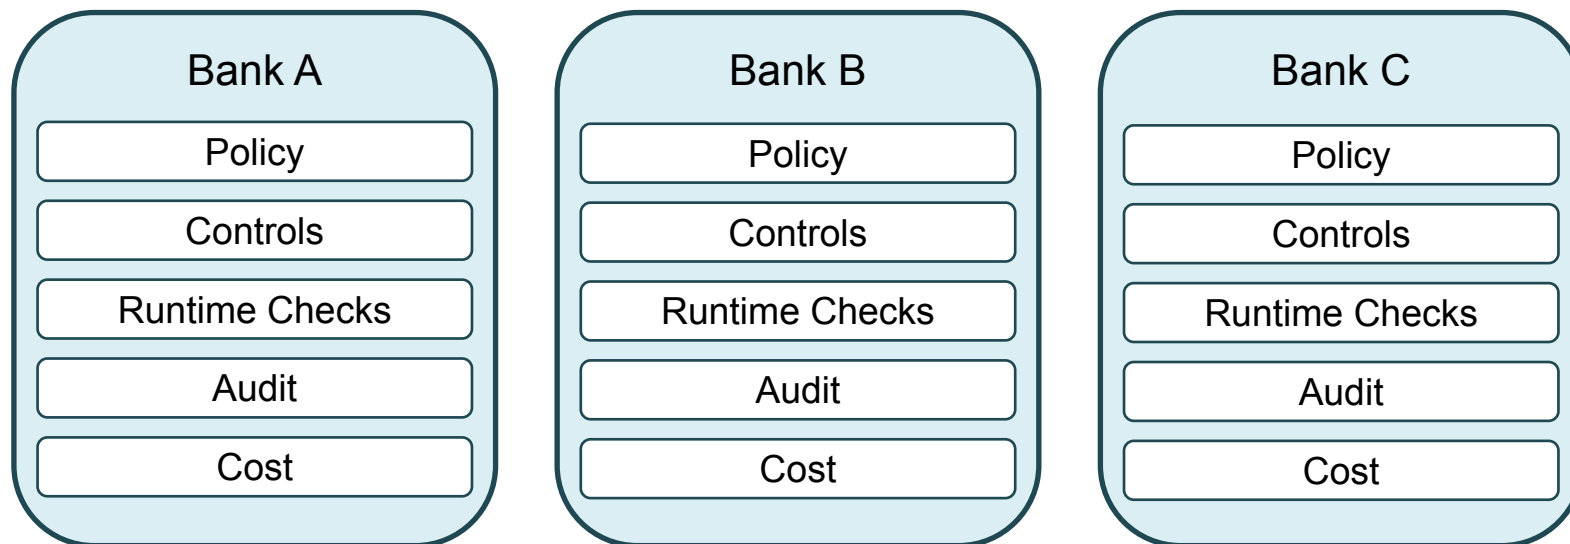 Bank A
Policy
Controls
Runtime Checks
Audit
Cost
Bank B
Policy
Controls
Runtime Checks
Audit
Cost
Bank C
Policy
Controls
Runtime Checks
Audit
Cost